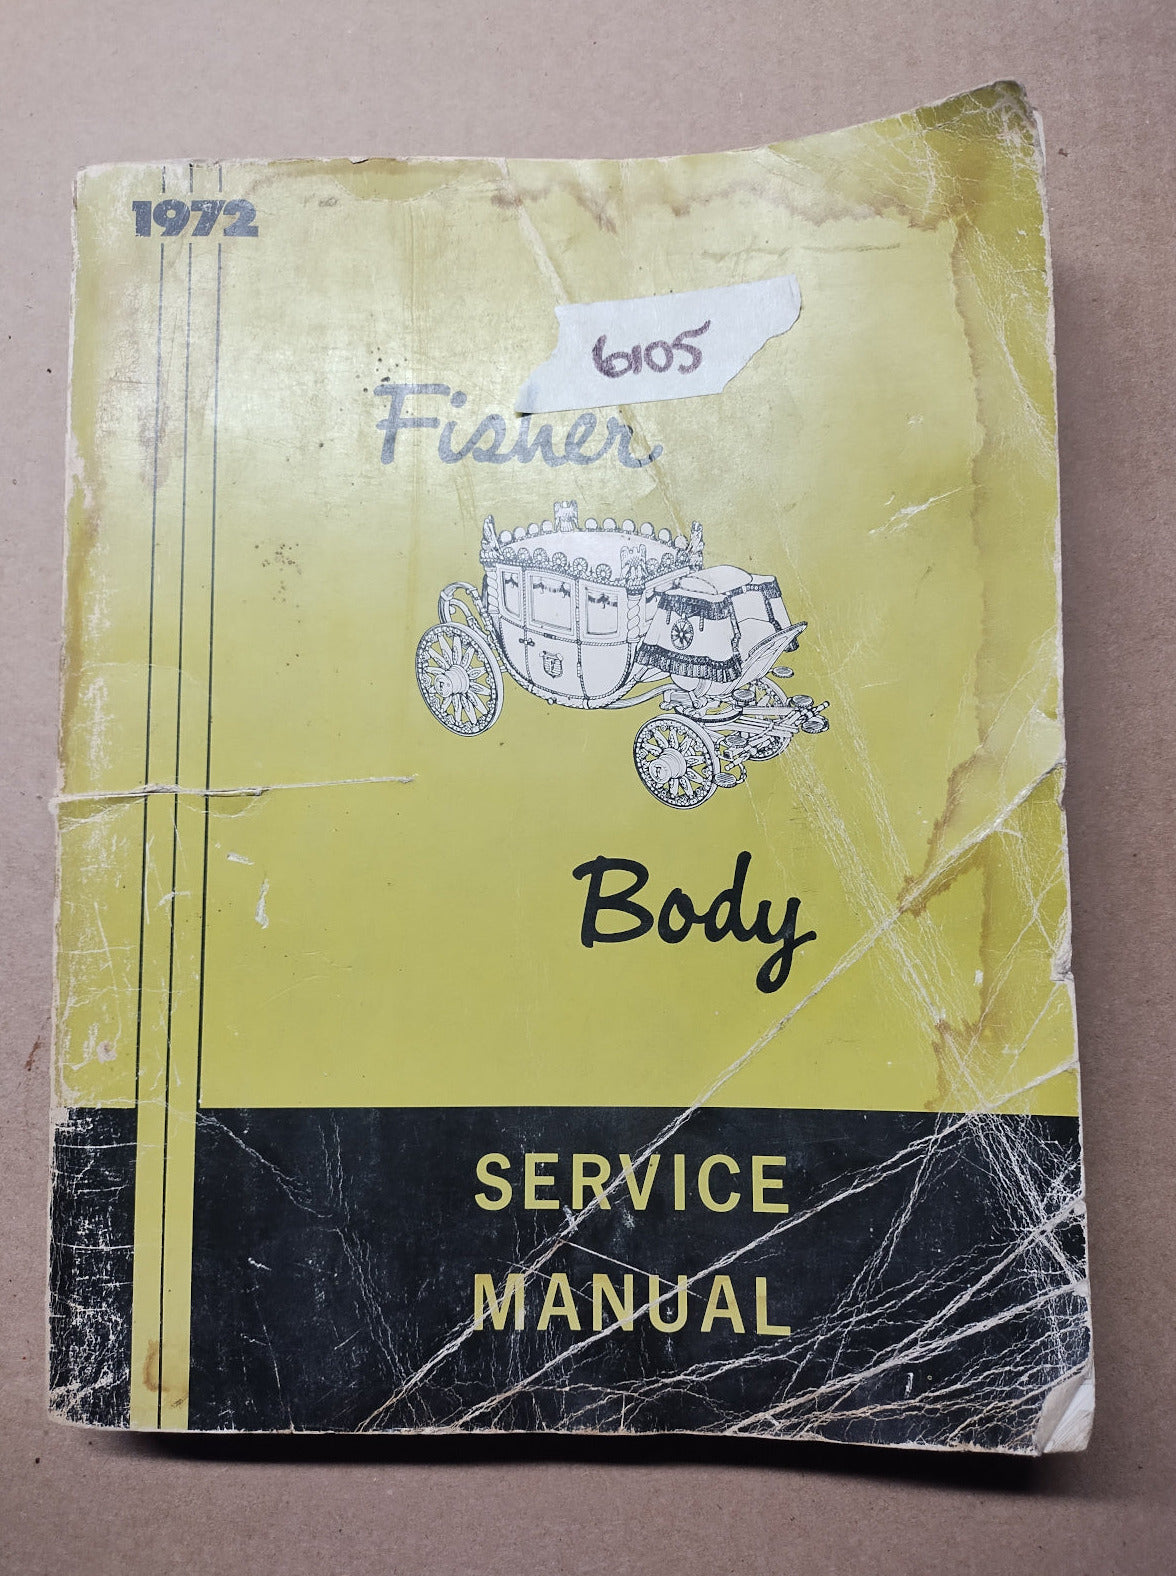 1972
6105
Fisher
Body
SERVICE
MANUAL